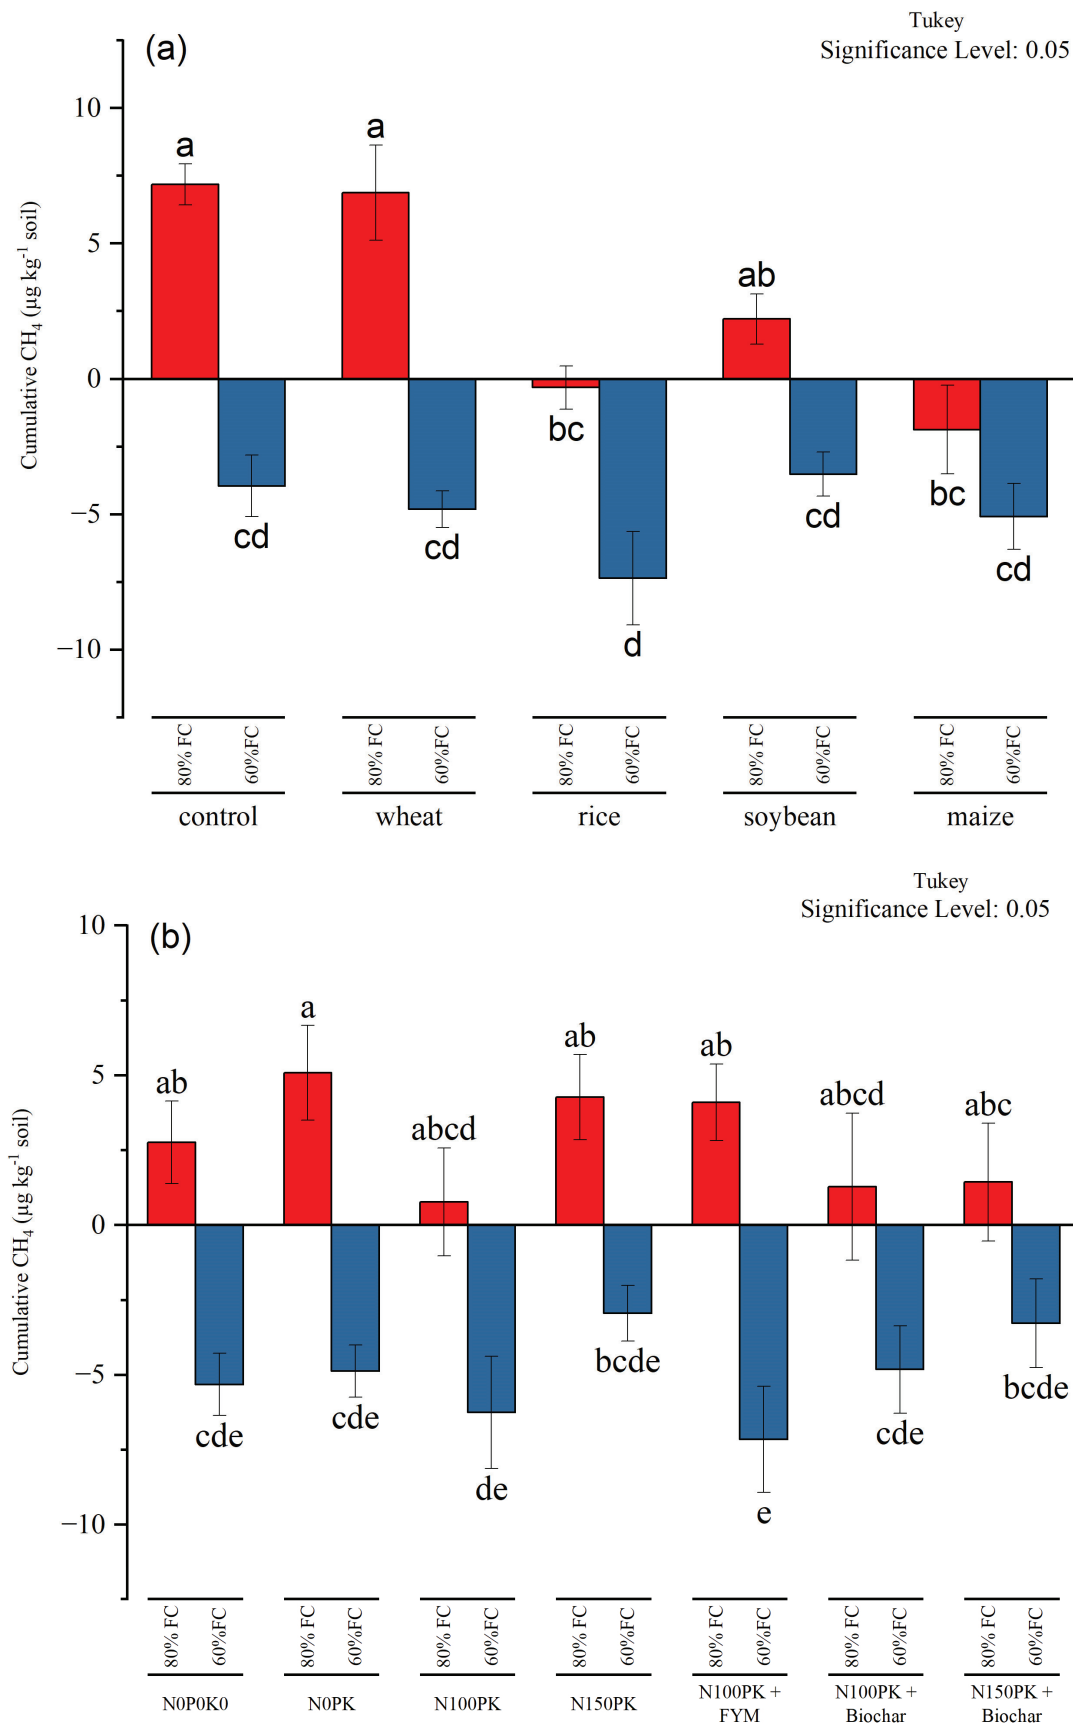 Tukey
Significance Level: 0.05
(a)
Cumulative CH₄ (µg kg⁻¹ soil)
10
5
0
−5
−10
a
cd
a
cd
bc
d
ab
cd
bc
cd
80% FC 60%FC 80% FC 60%FC 80% FC 60%FC 80% FC 60%FC 80% FC 60%FC
control wheat rice soybean maize
Tukey
Significance Level: 0.05
(b)
Cumulative CH₄ (µg kg⁻¹ soil)
10
5
0
−5
−10
ab
cde
a
cde
abcd
de
ab
bcde
ab
e
abcd
cde
abc
bcde
80% FC 60%FC 80% FC 60%FC 80% FC 60%FC 80% FC 60%FC 80% FC 60%FC 80% FC 60%FC 80% FC 60%FC
N0P0K0 N0PK N100PK N150PK
N100PK +
FYM
N100PK +
Biochar
N150PK +
Biochar